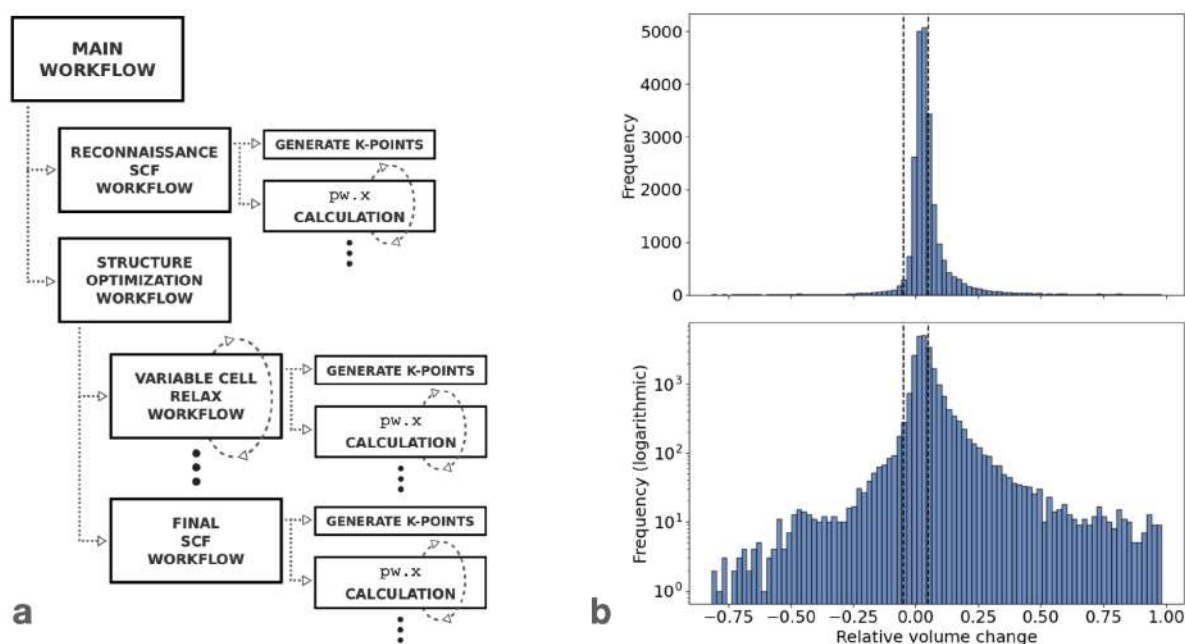 MAIN
WORKFLOW
RECONNAISSANCE
SCF
WORKFLOW
GENERATE K-POINTS
pw.x
CALCULATION
STRUCTURE
OPTIMIZATION
WORKFLOW
VARIABLE CELL
RELAX
WORKFLOW
GENERATE K-POINTS
pw.x
CALCULATION
FINAL
SCF
WORKFLOW
GENERATE K-POINTS
pw.x
CALCULATION
a
5000
4000
3000
2000
1000
0
Frequency
10³
10²
10¹
10⁰
Frequency (logarithmic)
−0.75 −0.50 −0.25 0.00 0.25 0.50 0.75 1.00
Relative volume change
b